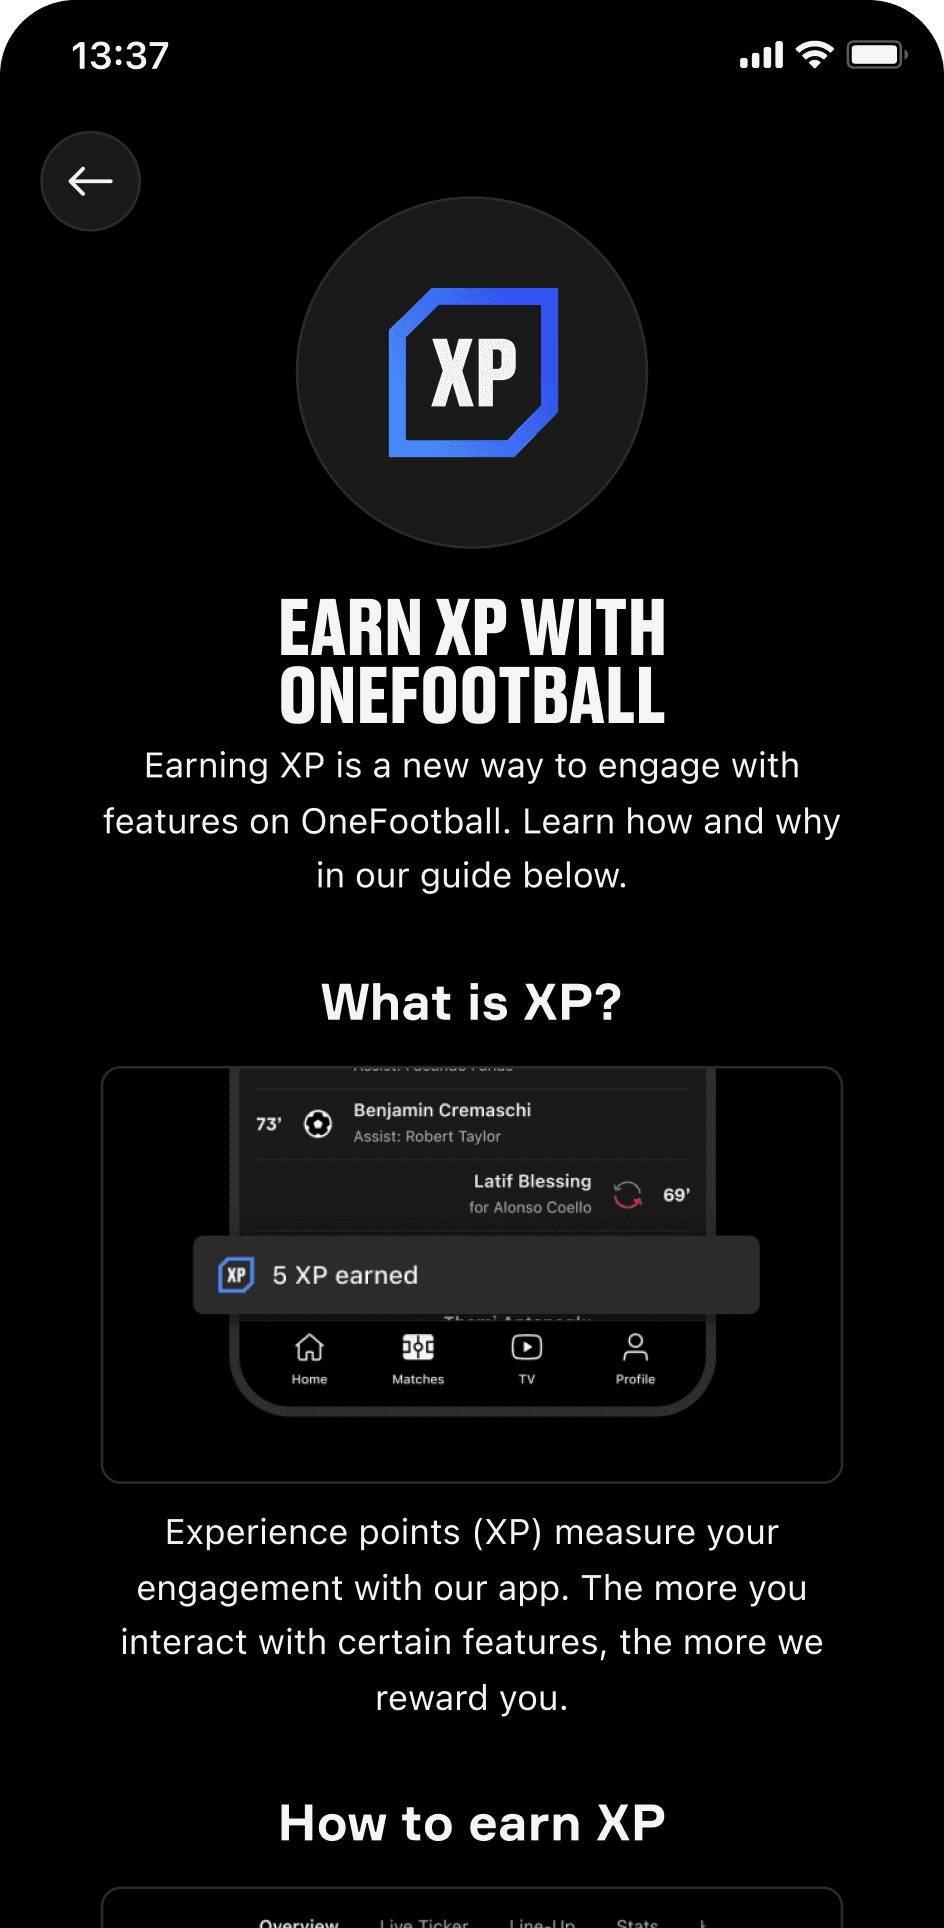 13:37
XP
EARN XP WITH
ONEFOOTBALL
Earning XP is a new way to engage with
features on OneFootball. Learn how and why
in our guide below.
What is XP?
73’
Benjamin Cremaschi
Assist: Robert Taylor
Latif Blessing
for Alonso Coello
69’
XP
5 XP earned
Home Matches TV Profile
Experience points (XP) measure your
engagement with our app. The more you
interact with certain features, the more we
reward you.
How to earn XP
Overview Live Ticker Line-Up Stats